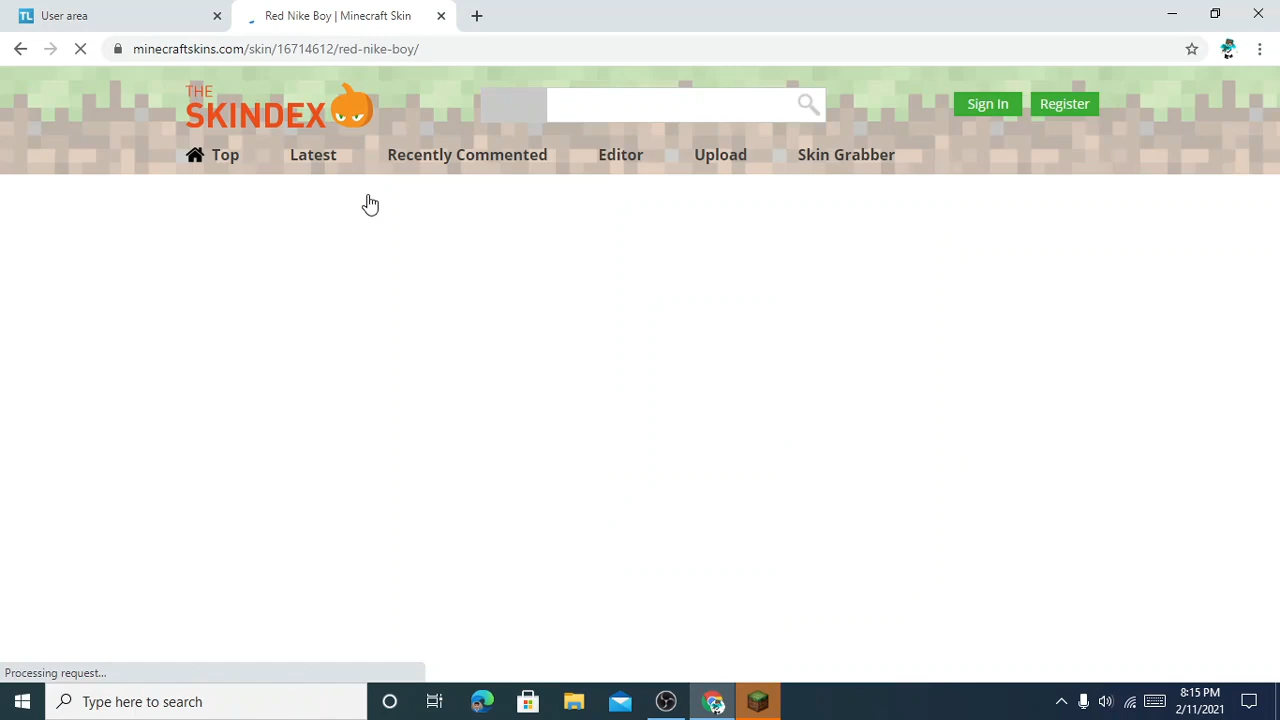 TL User area
Red Nike Boy | Minecraft Skin
minecraftskins.com/skin/16714612/red-nike-boy/
THE
SKINDEX
Sign In
Register
Top
Latest
Recently Commented
Editor
Upload
Skin Grabber
Processing request...
Type here to search
8:15 PM
2/11/2021